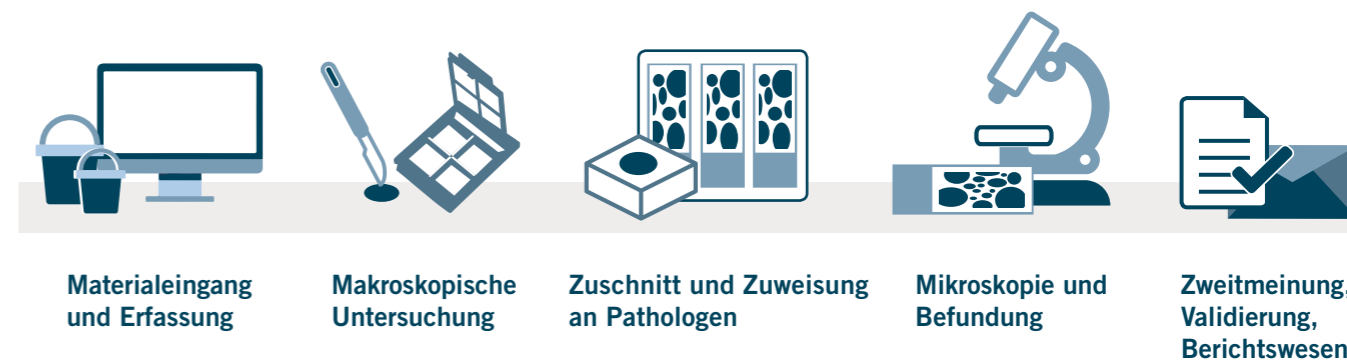 Materialeingang
und Erfassung
Makroskopische
Untersuchung
Zuschnitt und Zuweisung
an Pathologen
Mikroskopie und
Befundung
Zweitmeinung,
Validierung,
Berichtswesen